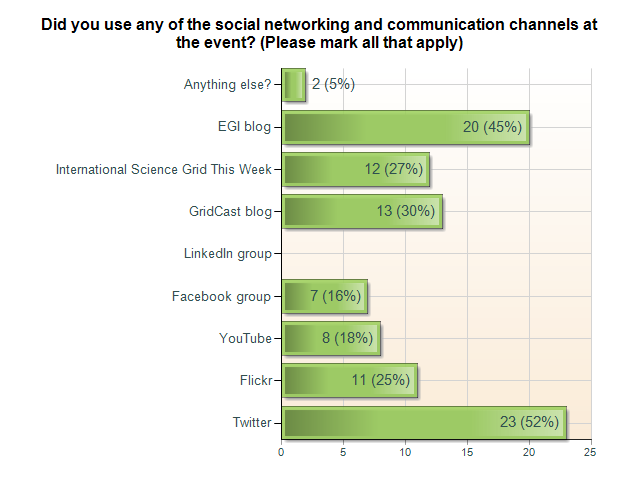 Did you use any of the social networking and communication channels at
the event? (Please mark all that apply)
Anything else? 2 (5%)
EGI blog 20 (45%)
International Science Grid This Week 12 (27%)
GridCast blog 13 (30%)
LinkedIn group
Facebook group 7 (16%)
YouTube 8 (18%)
Flickr 11 (25%)
Twitter 23 (52%)
0 5 10 15 20 25